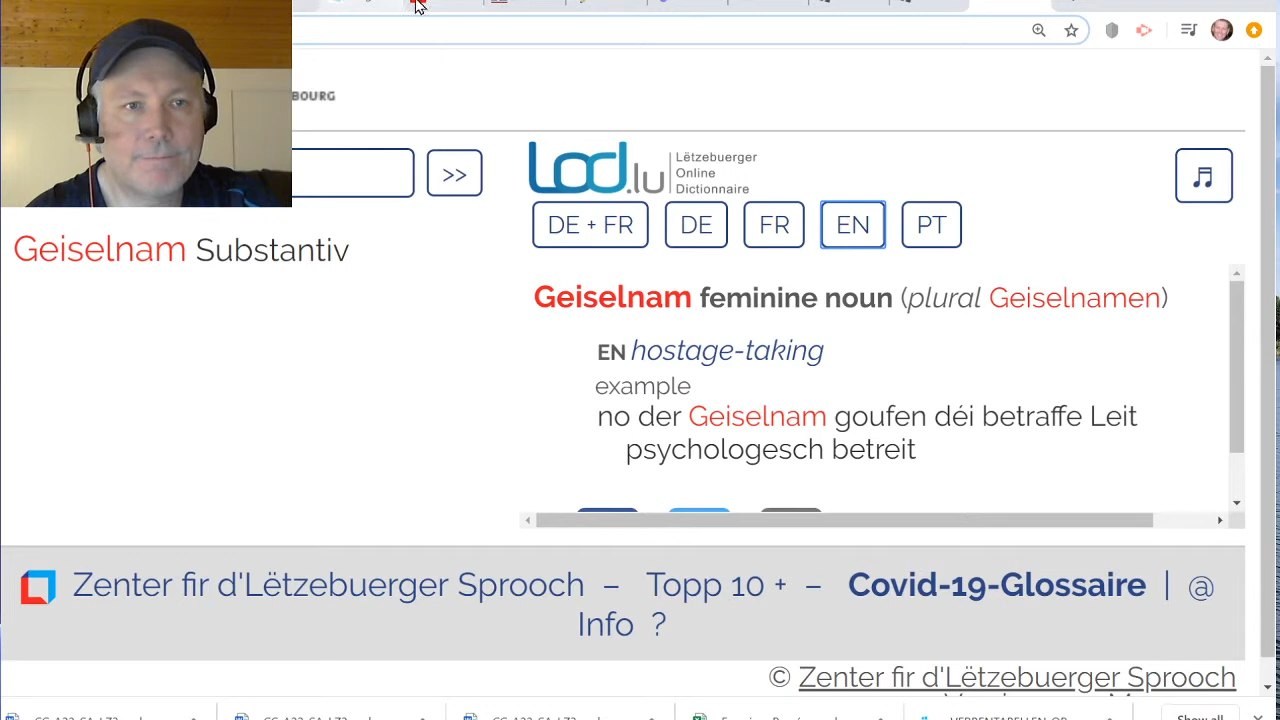 BOURG
>>
Lod.lu
Lëtzebuerger
Online
Dictionnaire
DE + FR
DE
FR
EN
PT
Geiselnam Substantiv
Geiselnam feminine noun (plural Geiselnamen)
EN hostage-taking
example
no der Geiselnam goufen déi betraffe Leit
psychologesch betreit
Zenter fir d'Lëtzebuerger Sprooch – Topp 10 + – Covid-19-Glossaire | @
Info ?
© Zenter fir d'Lëtzebuerger Sprooch
Show all